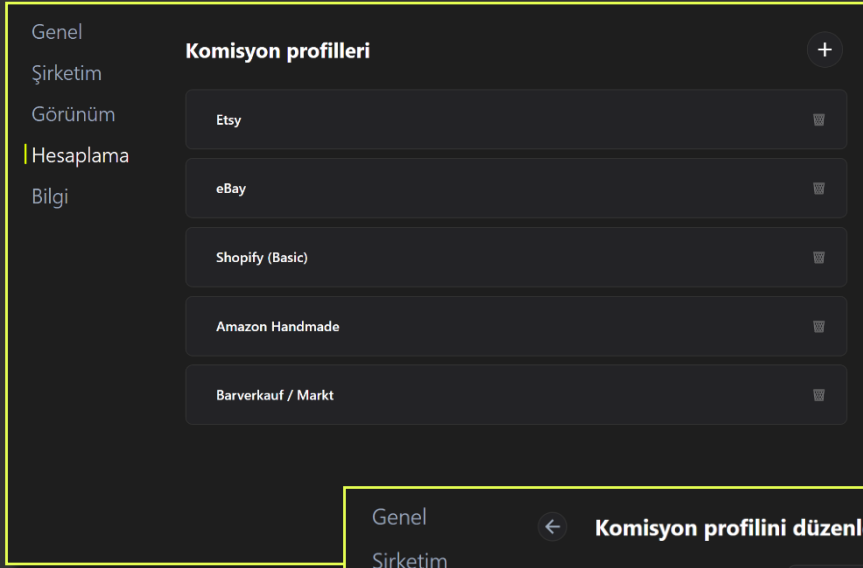 Genel
Şirketim
Görünüm
Hesaplama
Bilgi
Komisyon profilleri
Etsy
eBay
Shopify (Basic)
Amazon Handmade
Barverkauf / Markt
Genel
Şirketim
Komisyon profilini düzenl